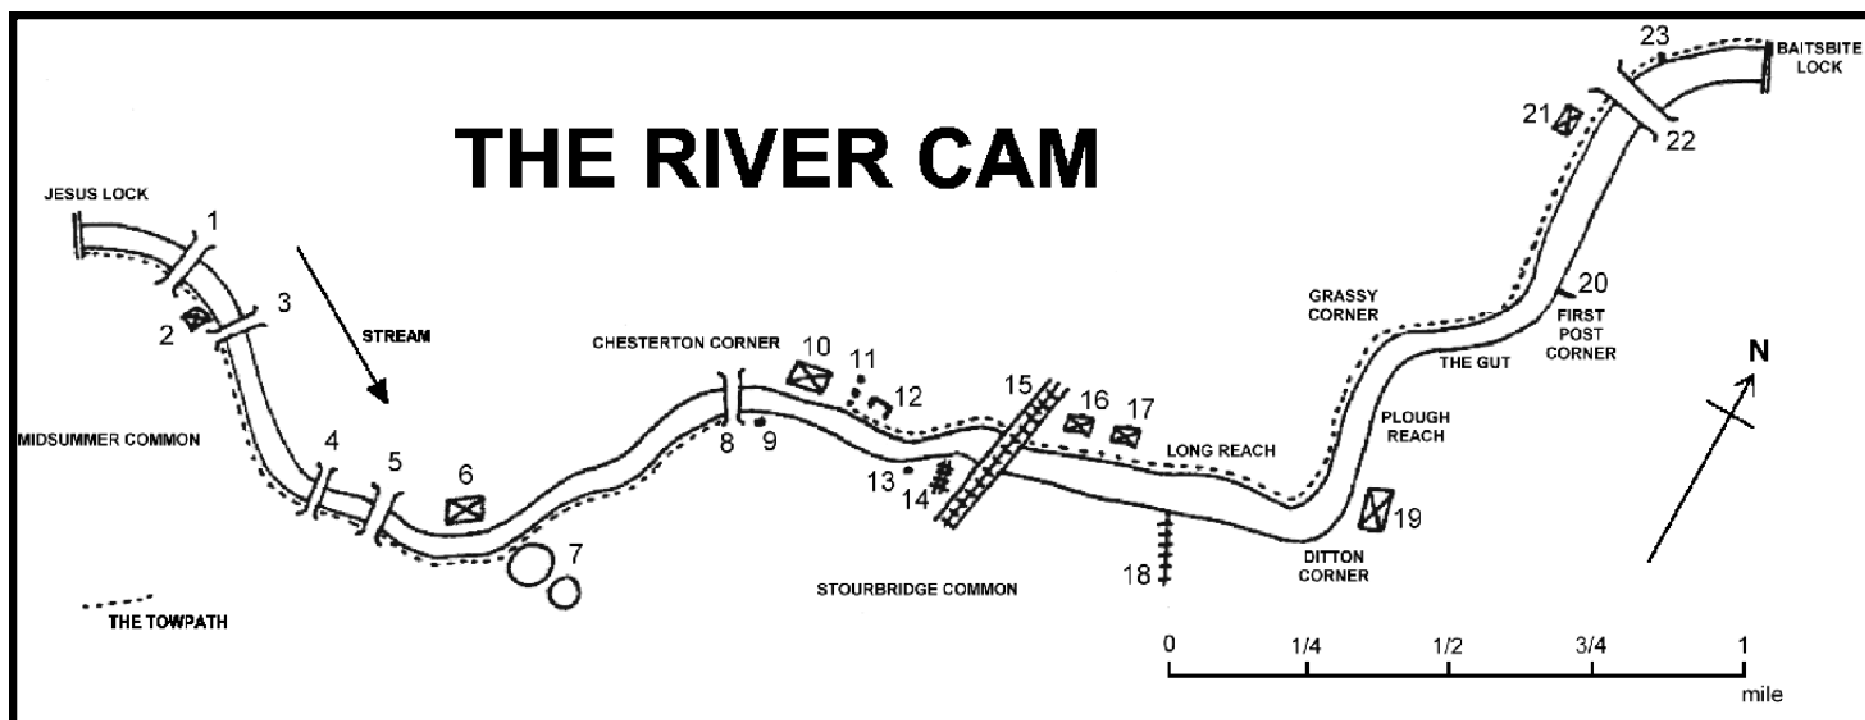 THE RIVER CAM
JESUS LOCK
1
2
3
STREAM
MIDSUMMER COMMON
4
5
6
7
THE TOWPATH
CHESTERTON CORNER
8
9
10
11
12
13
14
15
16
17
STOURBRIDGE COMMON
LONG REACH
18
DITTON
CORNER
19
PLOUGH
REACH
GRASSY
CORNER
THE GUT
20
FIRST
POST
CORNER
21
22
23
BAITSBITE
LOCK
N
0 1/4 1/2 3/4 1
mile